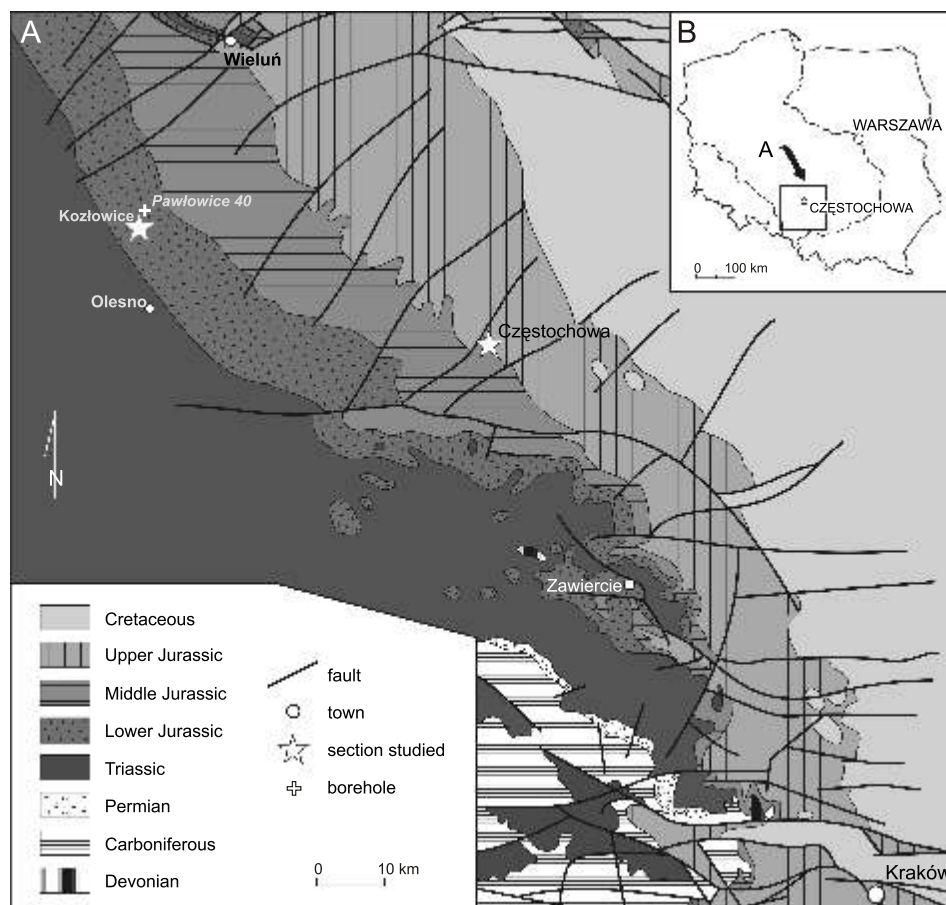 A
Wieluń
Pawłowice 40
Kozłowice
Olesno
Częstochowa
N
Zawiercie
Kraków
B
WARSZAWA
A
CZĘSTOCHOWA
0 100 km
Cretaceous
Upper Jurassic
Middle Jurassic
Lower Jurassic
Triassic
Permian
Carboniferous
Devonian
fault
town
section studied
borehole
0 10 km